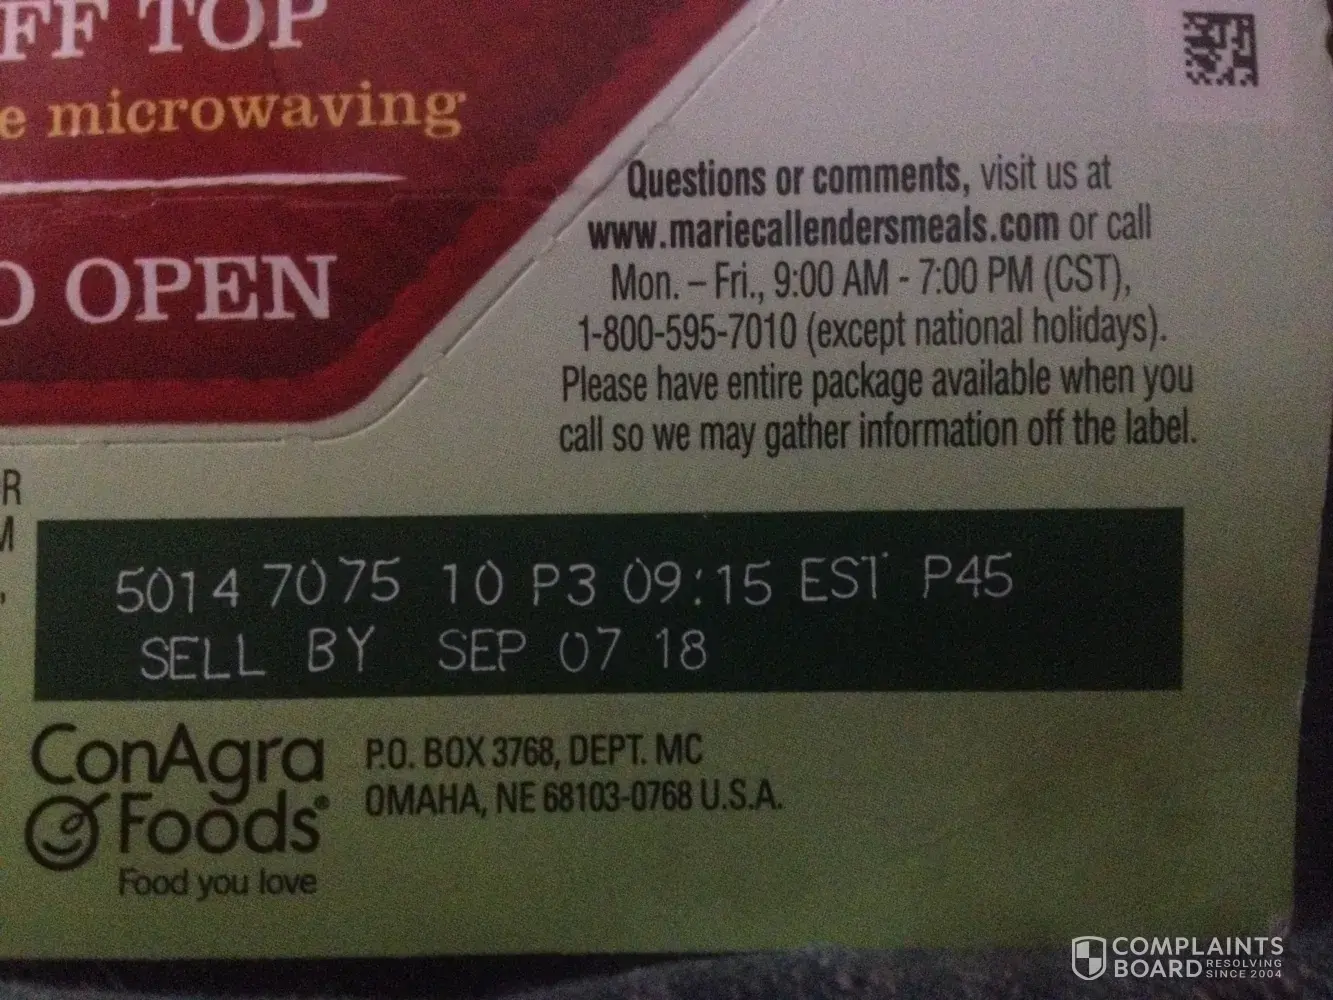 FF TOP
e microwaving
O OPEN
Questions or comments, visit us at
www.mariecallendersmeals.com or call
Mon. – Fri., 9:00 AM - 7:00 PM (CST),
1-800-595-7010 (except national holidays).
Please have entire package available when you
call so we may gather information off the label.
R
M
,
5014 7075 10 P3 09:15 EST P45
SELL BY SEP 07 18
ConAgra
Foods®
Food you love
P.O. BOX 3768, DEPT. MC
OMAHA, NE 68103-0768 U.S.A.
COMPLAINTS
BOARD RESOLVING
SINCE 2004